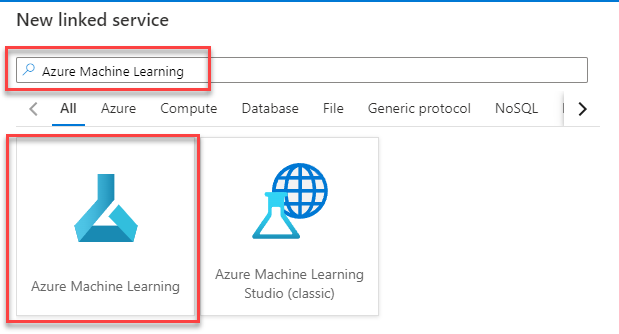 New linked service
Azure Machine Learning
All Azure Compute Database File Generic protocol NoSQL
Azure Machine Learning
Azure Machine Learning
Studio (classic)